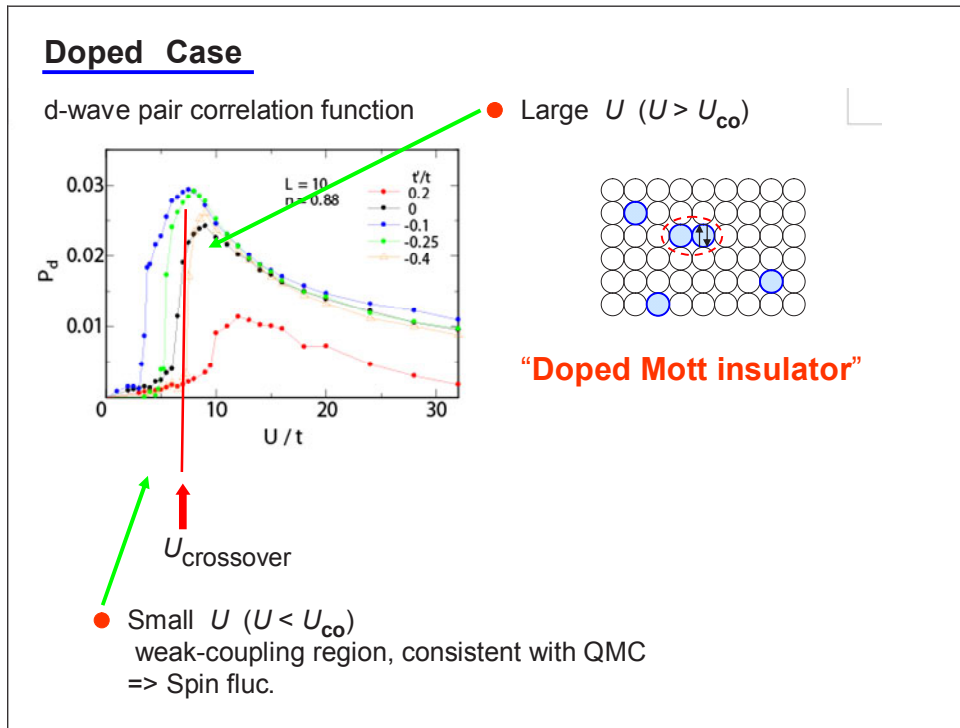 Doped Case
d-wave pair correlation function
● Large U (U > Uco)
0.03
0.02
0.01
0
Pd
L = 10
n = 0.88
t'/t
0.2
0
-0.1
-0.25
-0.4
0 10 20 30
U / t
“Doped Mott insulator”
Ucrossover
● Small U (U < Uco)
weak-coupling region, consistent with QMC
=> Spin fluc.